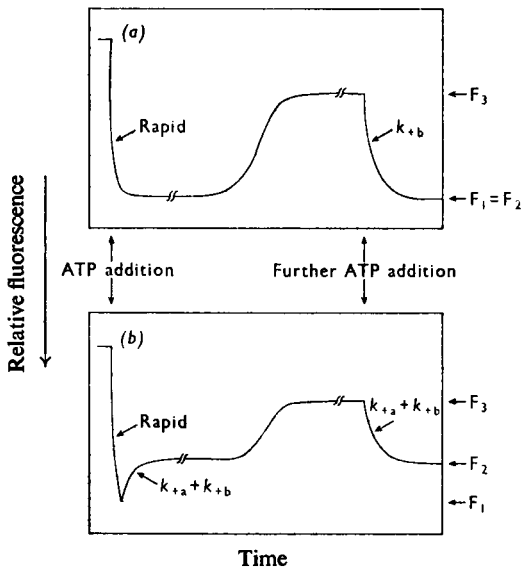 (a)
Rapid
k+b
F3
F1 = F2
Relative fluorescence
ATP addition
Further ATP addition
(b)
Rapid
k+a + k+b
k+a + k+b
F3
F2
F1
Time